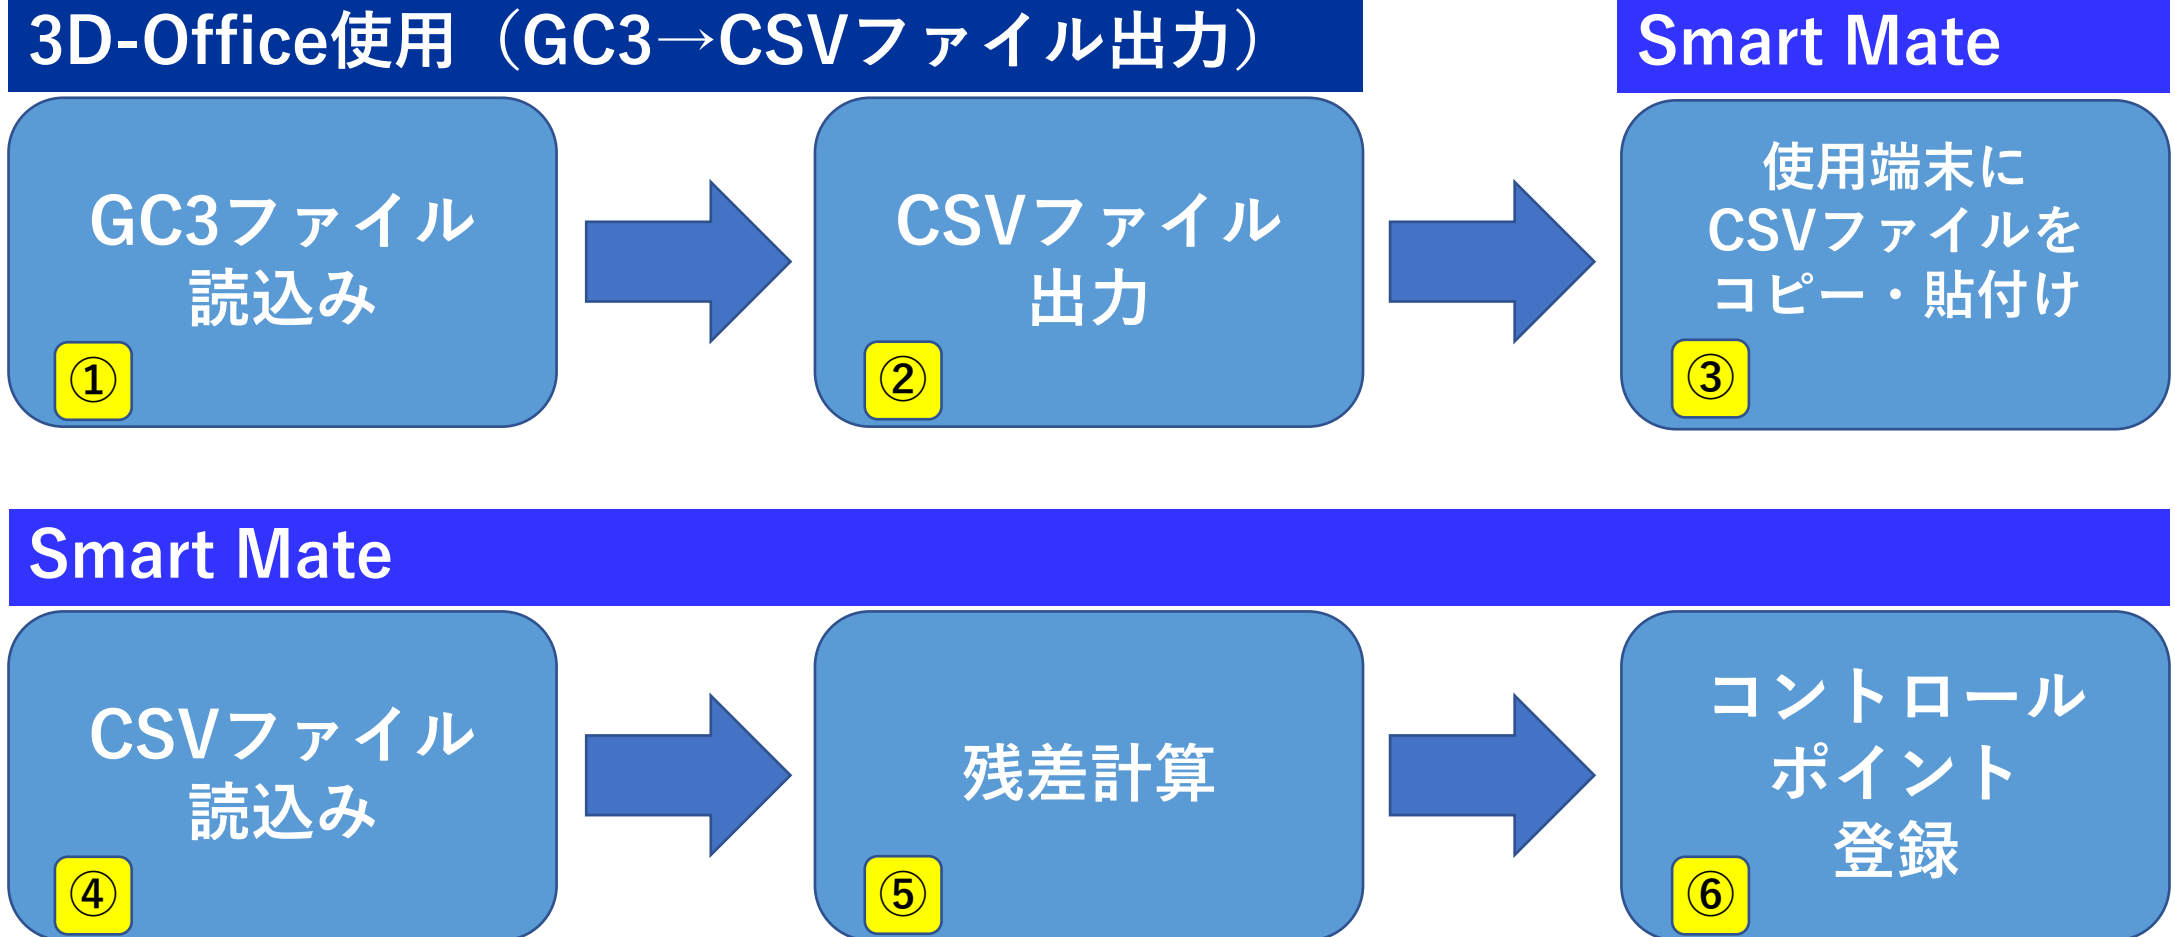 3D-Office使用（GC3→CSVファイル出力）
Smart Mate
GC3ファイル
読込み
①
CSVファイル
出力
②
使用端末に
CSVファイルを
コピー・貼付け
③
Smart Mate
CSVファイル
読込み
④
残差計算
⑤
コントロール
ポイント
登録
⑥